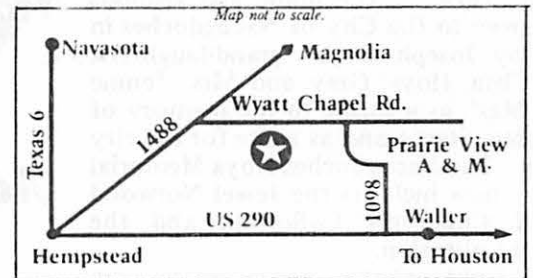 Map not to scale.
Navasota
Magnolia
Texas 6
1488
Wyatt Chapel Rd.
Prairie View
A & M.
1098
US 290
Waller
Hempstead
To Houston